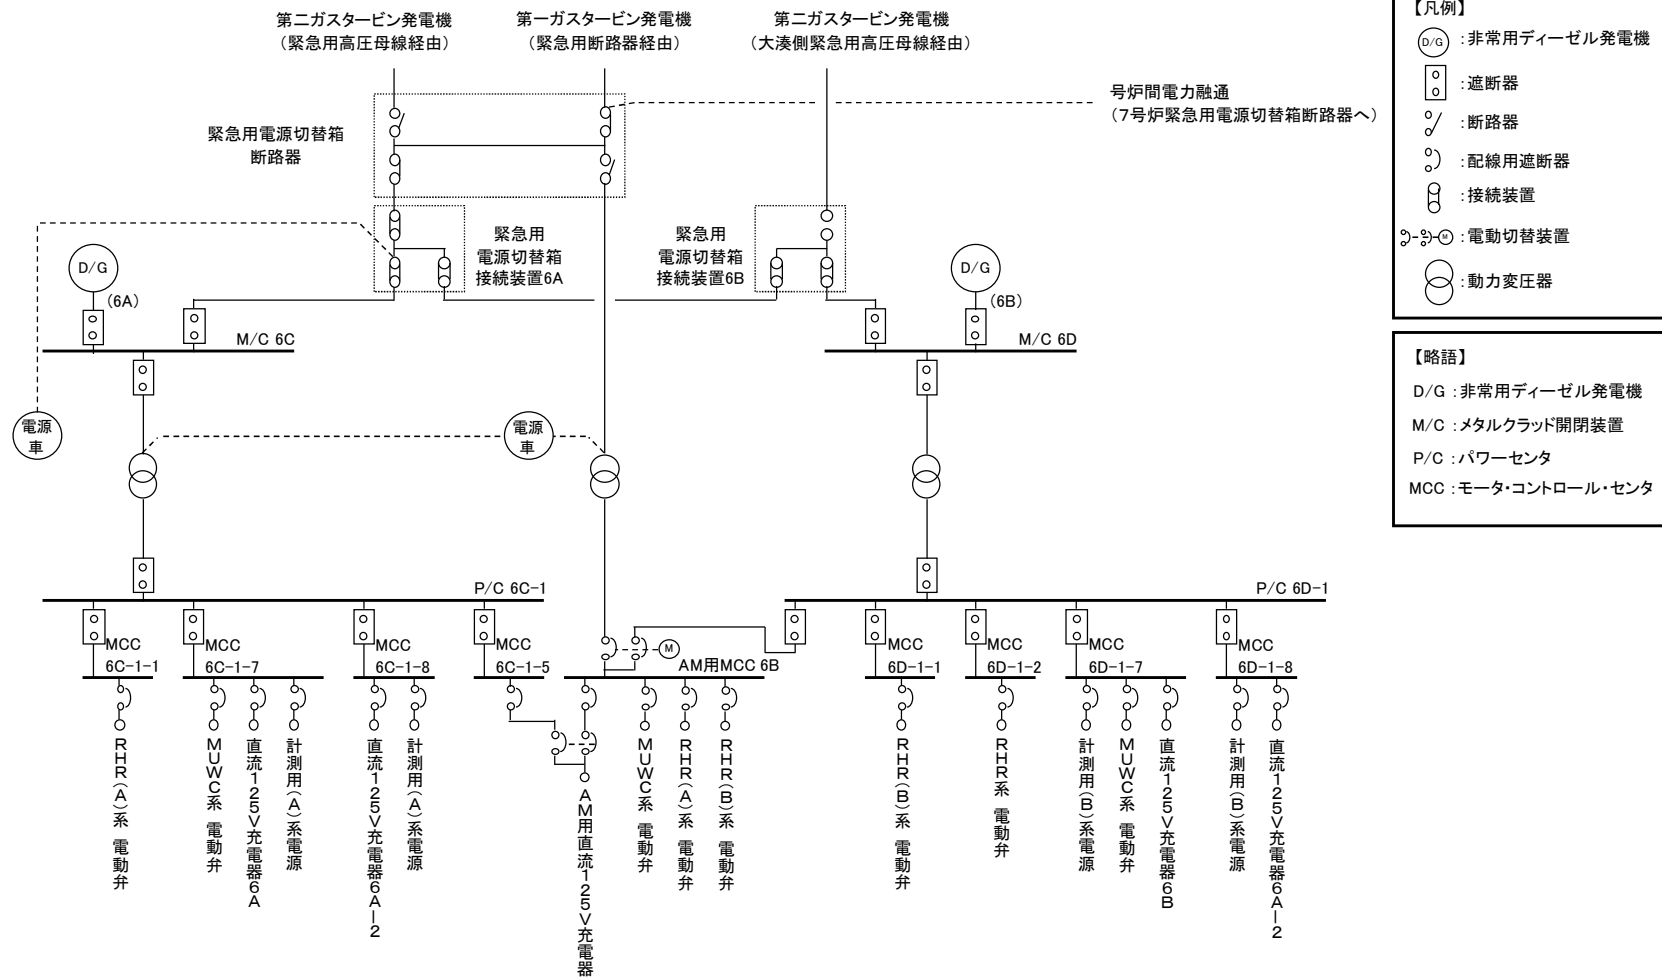 第二ガスタービン発電機
（緊急用高圧母線経由）
第一ガスタービン発電機
（緊急用断路器経由）
第二ガスタービン発電機
（大湊側緊急用高圧母線経由）
号炉間電力融通
（7号炉緊急用電源切替箱断路器へ）
緊急用電源切替箱
断路器
緊急用
電源切替箱
接続装置6A
緊急用
電源切替箱
接続装置6B
D/G
（6A）
M/C 6C
D/G
（6B）
M/C 6D
電源
車
電源
車
P/C 6C-1
P/C 6D-1
MCC
6C-1-1
MCC
6C-1-7
MCC
6C-1-8
MCC
6C-1-5
M
AM用MCC 6B
MCC
6D-1-1
MCC
6D-1-2
MCC
6D-1-7
MCC
6D-1-8
RHR（A）系 電動弁
MUWC系 電動弁
直流125V充電器6A
計測用（A）系電源
直流125V充電器6A-2
計測用（A）系電源
AM用直流125V充電器
MUWC系 電動弁
RHR（A）系 電動弁
RHR（B）系 電動弁
RHR（B）系 電動弁
RHR系 電動弁
計測用（B）系電源
MUWC系 電動弁
直流125V充電器6B
計測用（B）系電源
直流125V充電器6A-2
【凡例】
D/G ：非常用ディーゼル発電機
：遮断器
：断路器
：配線用遮断器
：接続装置
M ：電動切替装置
：動力変圧器
【略語】
D/G ：非常用ディーゼル発電機
M/C ：メタルクラッド開閉装置
P/C ：パワーセンタ
MCC ：モータ・コントロール・センタ